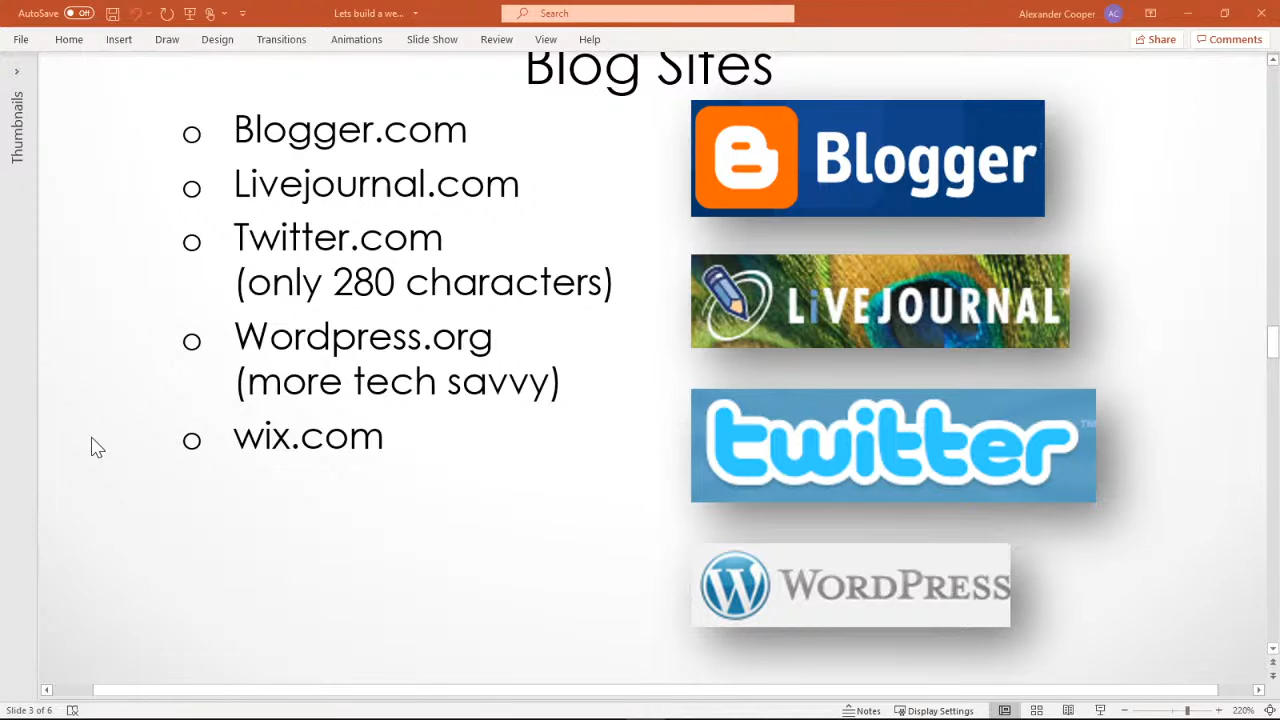 AutoSave Off Lets build a we... Search Alexander Cooper AC
File Home Insert Draw Design Transitions Animations Slide Show Review View Help Share Comments
Thumbnails
Blog Sites
Blogger.com
Livejournal.com
Twitter.com
(only 280 characters)
Wordpress.org
(more tech savvy)
wix.com
B Blogger
LiVEJOURNAL
twitter TM
W WORDPRESS
Slide 3 of 6 Notes Display Settings 220%